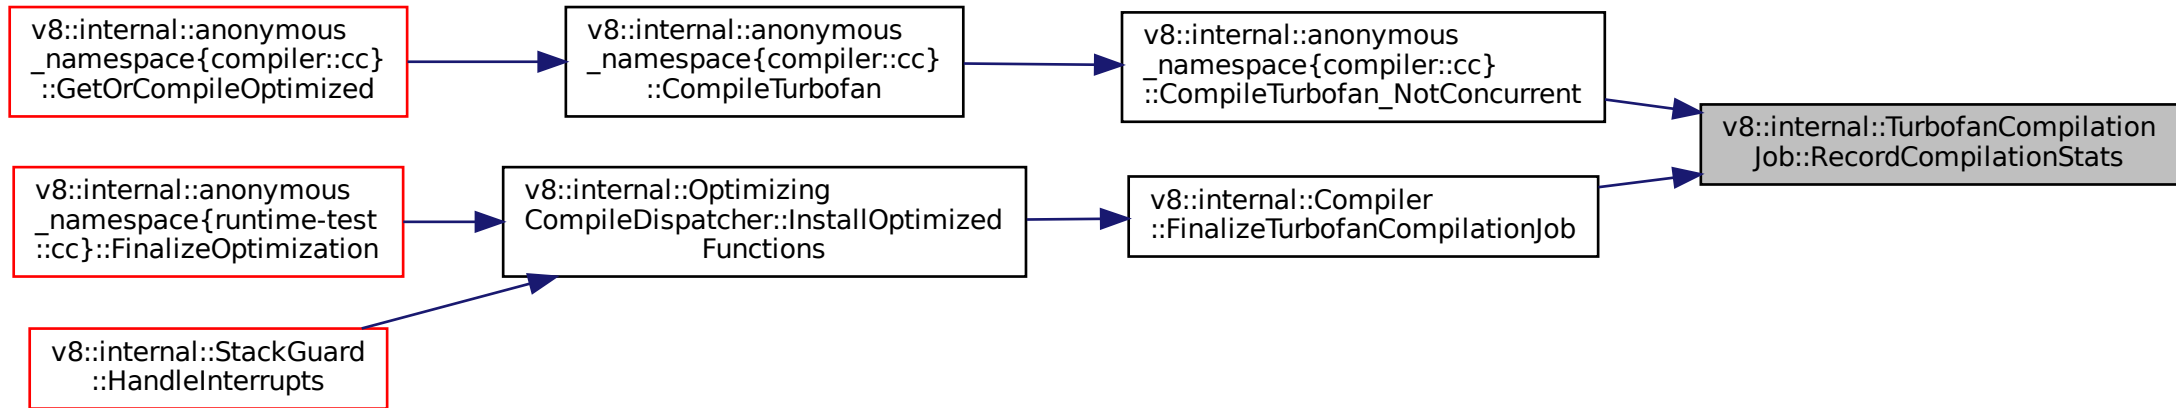 v8::internal::anonymous
_namespace{compiler::cc}
::GetOrCompileOptimized
v8::internal::anonymous
_namespace{compiler::cc}
::CompileTurbofan
v8::internal::anonymous
_namespace{compiler::cc}
::CompileTurbofan_NotConcurrent
v8::internal::TurbofanCompilation
Job::RecordCompilationStats
v8::internal::anonymous
_namespace{runtime-test
::cc}::FinalizeOptimization
v8::internal::Optimizing
CompileDispatcher::InstallOptimized
Functions
v8::internal::Compiler
::FinalizeTurbofanCompilationJob
v8::internal::StackGuard
::HandleInterrupts